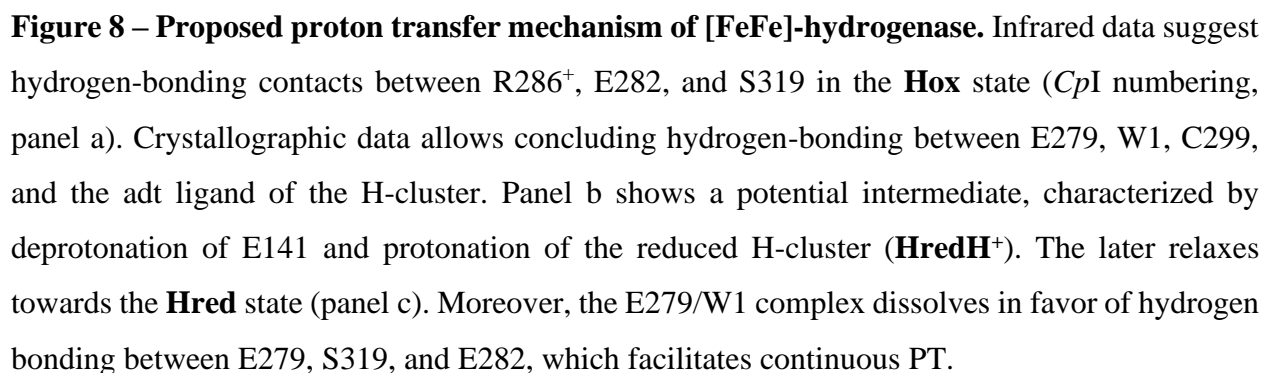 Figure 8 – Proposed proton transfer mechanism of [FeFe]-hydrogenase. Infrared data suggest
hydrogen-bonding contacts between R286⁺, E282, and S319 in the Hox state (CpI numbering,
panel a). Crystallographic data allows concluding hydrogen-bonding between E279, W1, C299,
and the adt ligand of the H-cluster. Panel b shows a potential intermediate, characterized by
deprotonation of E141 and protonation of the reduced H-cluster (HredH⁺). The later relaxes
towards the Hred state (panel c). Moreover, the E279/W1 complex dissolves in favor of hydrogen
bonding between E279, S319, and E282, which facilitates continuous PT.